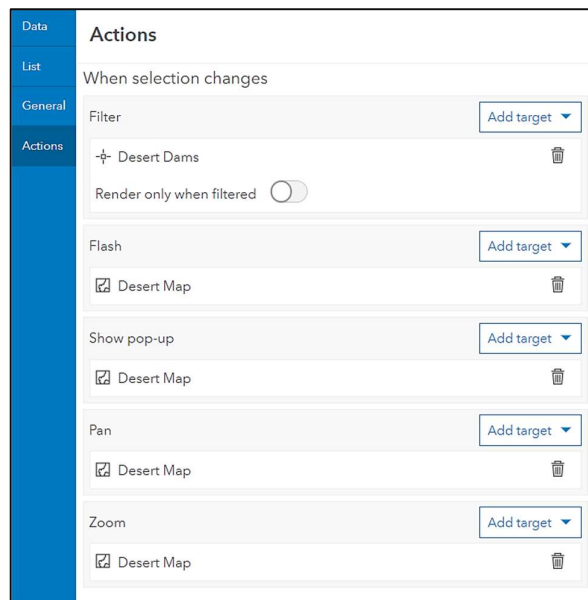 Data
List
General
Actions
Actions
When selection changes
Filter
Add target
Desert Dams
Render only when filtered
Flash
Add target
Desert Map
Show pop-up
Add target
Desert Map
Pan
Add target
Desert Map
Zoom
Add target
Desert Map